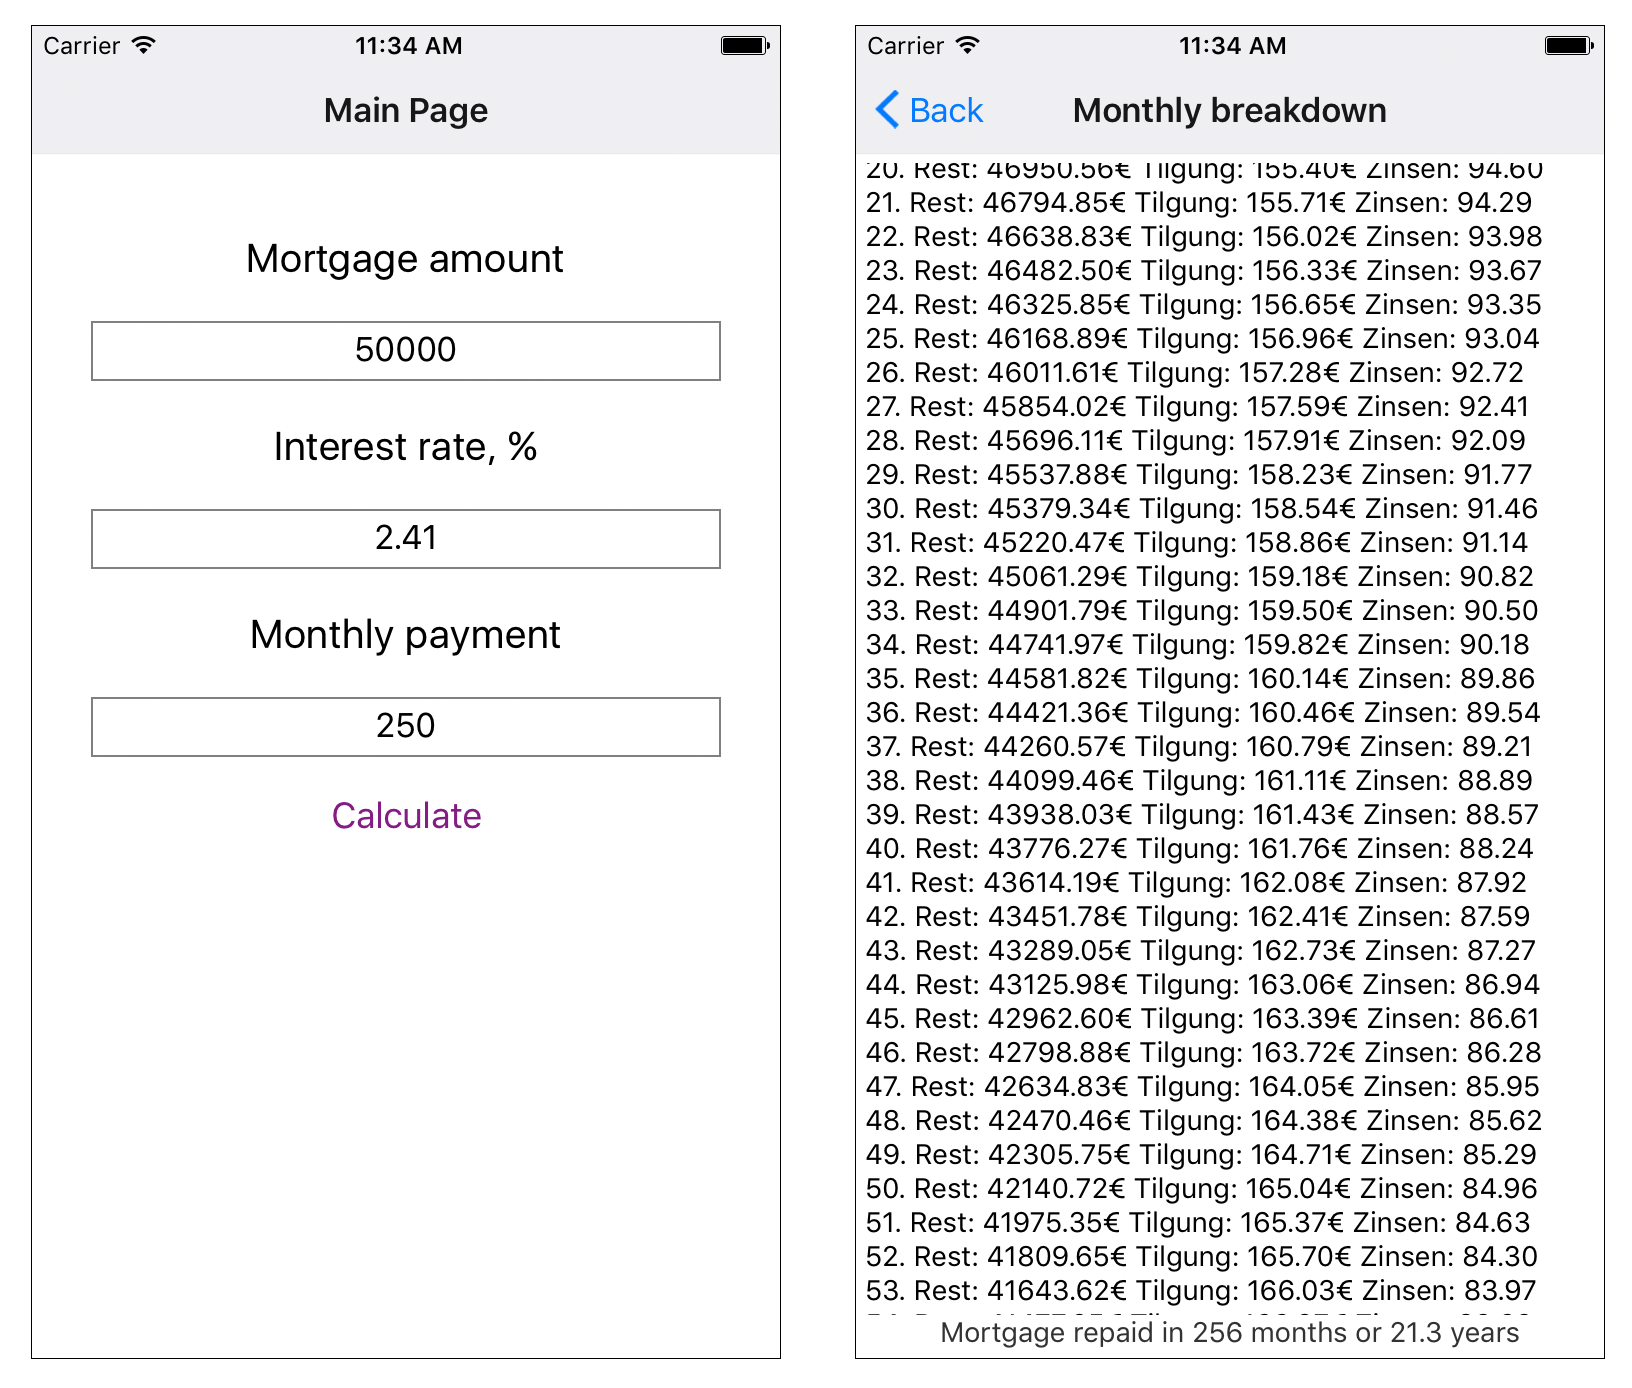 Carrier 11:34 AM
Main Page
Mortgage amount
50000
Interest rate, %
2.41
Monthly payment
250
Calculate
Carrier 11:34 AM
Back Monthly breakdown
20. Rest: 46950.56€ Tilgung: 155.40€ Zinsen: 94.60
21. Rest: 46794.85€ Tilgung: 155.71€ Zinsen: 94.29
22. Rest: 46638.83€ Tilgung: 156.02€ Zinsen: 93.98
23. Rest: 46482.50€ Tilgung: 156.33€ Zinsen: 93.67
24. Rest: 46325.85€ Tilgung: 156.65€ Zinsen: 93.35
25. Rest: 46168.89€ Tilgung: 156.96€ Zinsen: 93.04
26. Rest: 46011.61€ Tilgung: 157.28€ Zinsen: 92.72
27. Rest: 45854.02€ Tilgung: 157.59€ Zinsen: 92.41
28. Rest: 45696.11€ Tilgung: 157.91€ Zinsen: 92.09
29. Rest: 45537.88€ Tilgung: 158.23€ Zinsen: 91.77
30. Rest: 45379.34€ Tilgung: 158.54€ Zinsen: 91.46
31. Rest: 45220.47€ Tilgung: 158.86€ Zinsen: 91.14
32. Rest: 45061.29€ Tilgung: 159.18€ Zinsen: 90.82
33. Rest: 44901.79€ Tilgung: 159.50€ Zinsen: 90.50
34. Rest: 44741.97€ Tilgung: 159.82€ Zinsen: 90.18
35. Rest: 44581.82€ Tilgung: 160.14€ Zinsen: 89.86
36. Rest: 44421.36€ Tilgung: 160.46€ Zinsen: 89.54
37. Rest: 44260.57€ Tilgung: 160.79€ Zinsen: 89.21
38. Rest: 44099.46€ Tilgung: 161.11€ Zinsen: 88.89
39. Rest: 43938.03€ Tilgung: 161.43€ Zinsen: 88.57
40. Rest: 43776.27€ Tilgung: 161.76€ Zinsen: 88.24
41. Rest: 43614.19€ Tilgung: 162.08€ Zinsen: 87.92
42. Rest: 43451.78€ Tilgung: 162.41€ Zinsen: 87.59
43. Rest: 43289.05€ Tilgung: 162.73€ Zinsen: 87.27
44. Rest: 43125.98€ Tilgung: 163.06€ Zinsen: 86.94
45. Rest: 42962.60€ Tilgung: 163.39€ Zinsen: 86.61
46. Rest: 42798.88€ Tilgung: 163.72€ Zinsen: 86.28
47. Rest: 42634.83€ Tilgung: 164.05€ Zinsen: 85.95
48. Rest: 42470.46€ Tilgung: 164.38€ Zinsen: 85.62
49. Rest: 42305.75€ Tilgung: 164.71€ Zinsen: 85.29
50. Rest: 42140.72€ Tilgung: 165.04€ Zinsen: 84.96
51. Rest: 41975.35€ Tilgung: 165.37€ Zinsen: 84.63
52. Rest: 41809.65€ Tilgung: 165.70€ Zinsen: 84.30
53. Rest: 41643.62€ Tilgung: 166.03€ Zinsen: 83.97
Mortgage repaid in 256 months or 21.3 years